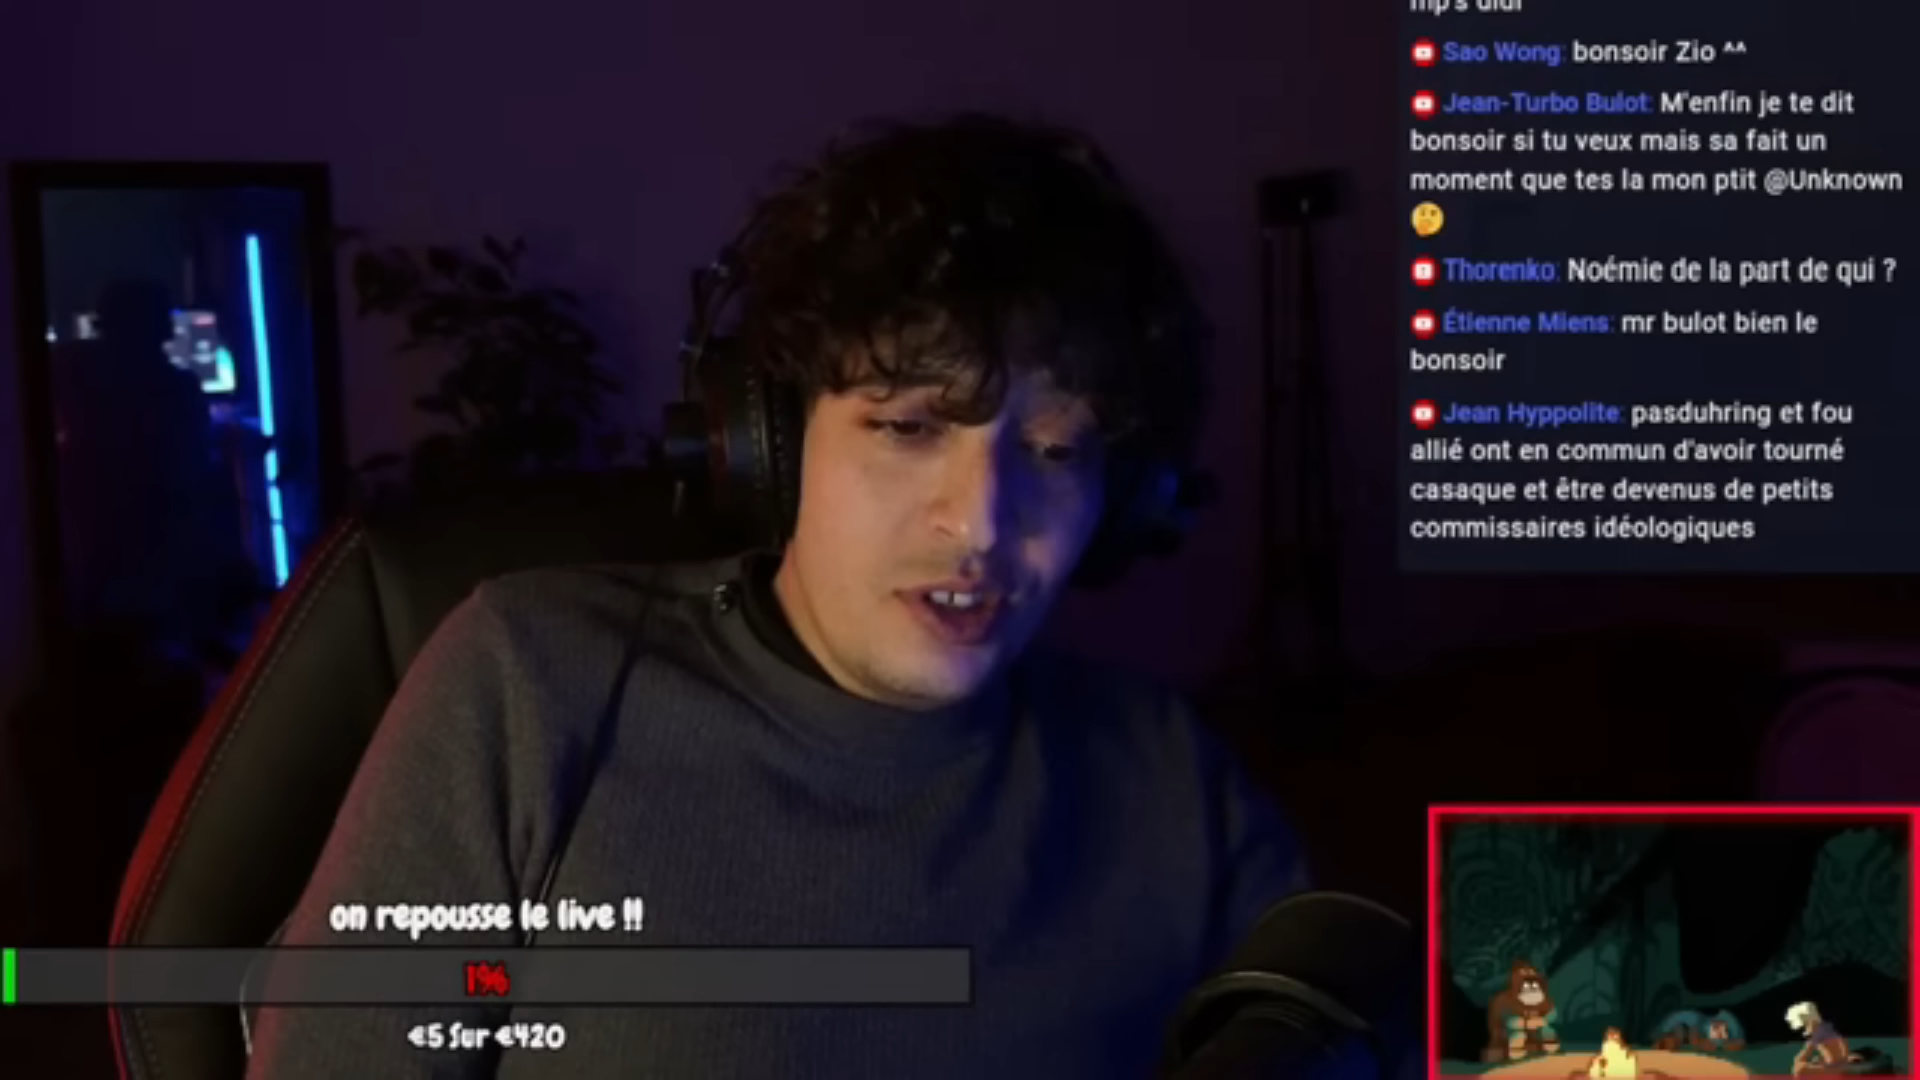 mp's didi
Sao Wong: bonsoir Zio ^^
Jean-Turbo Bulot: M'enfin je te dit
bonsoir si tu veux mais sa fait un
moment que tes la mon ptit @Unknown
🤔
Thorenko: Noémie de la part de qui ?
Étienne Miens: mr bulot bien le
bonsoir
Jean Hyppolite: pasduhring et fou
allié ont en commun d'avoir tourné
casaque et être devenus de petits
commissaires idéologiques
on repousse le live !!
1%
€5 Sur €420